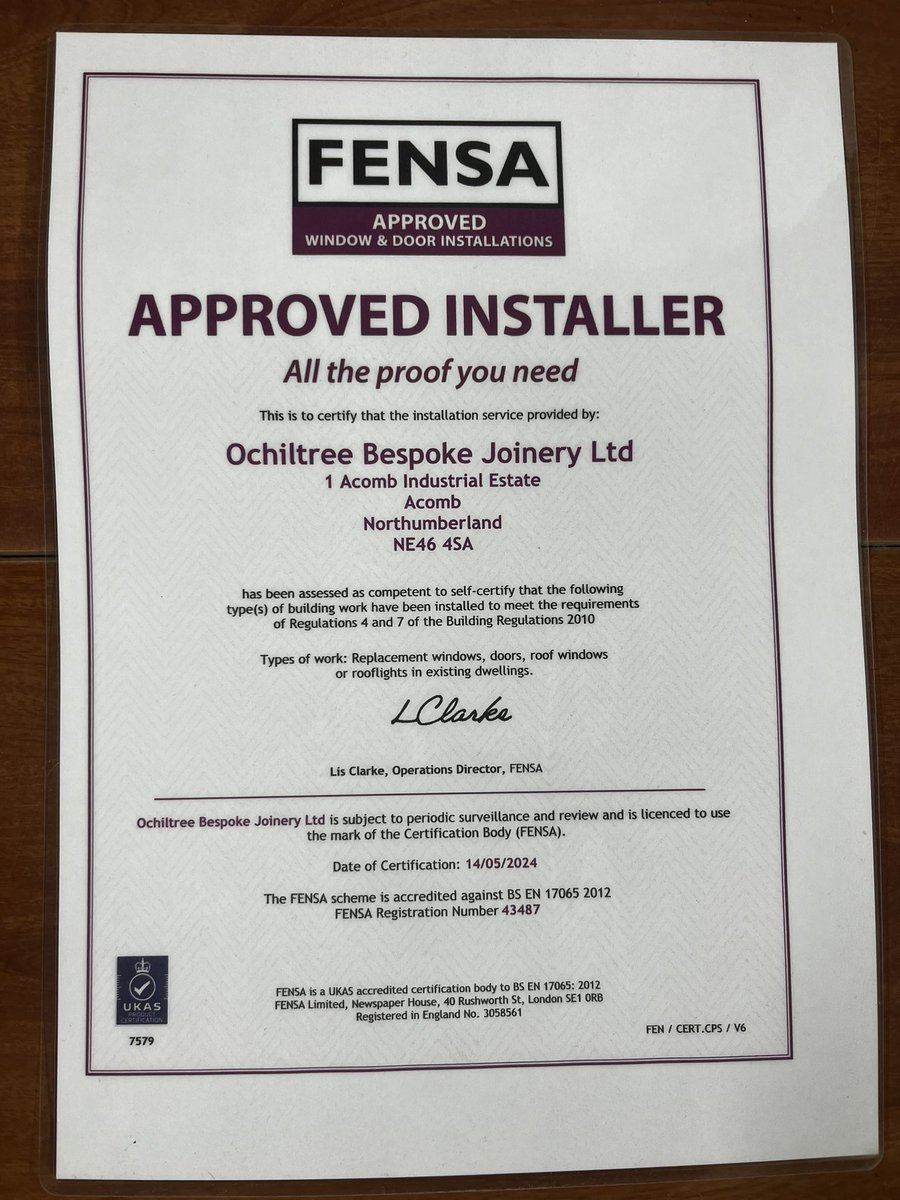 FENSA
APPROVED
WINDOW & DOOR INSTALLATIONS
APPROVED INSTALLER
All the proof you need
This is to certify that the installation service provided by:
Ochiltree Bespoke Joinery Ltd
1 Acomb Industrial Estate
Acomb
Northumberland
NE46 4SA
has been assessed as competent to self-certify that the following
type(s) of building work have been installed to meet the requirements
of Regulations 4 and 7 of the Building Regulations 2010
Types of work: Replacement windows, doors, roof windows
or rooflights in existing dwellings.
LClarke
Lis Clarke, Operations Director, FENSA
Ochiltree Bespoke Joinery Ltd is subject to periodic surveillance and review and is licenced to use
the mark of the Certification Body (FENSA).
Date of Certification: 14/05/2024
The FENSA scheme is accredited against BS EN 17065 2012
FENSA Registration Number 43487
UKAS
PRODUCT
CERTIFICATION
7579
FENSA is a UKAS accredited certification body to BS EN 17065: 2012
FENSA Limited, Newspaper House, 40 Rushworth St, London SE1 0RB
Registered in England No. 3058561
FEN / CERT.CPS / V6